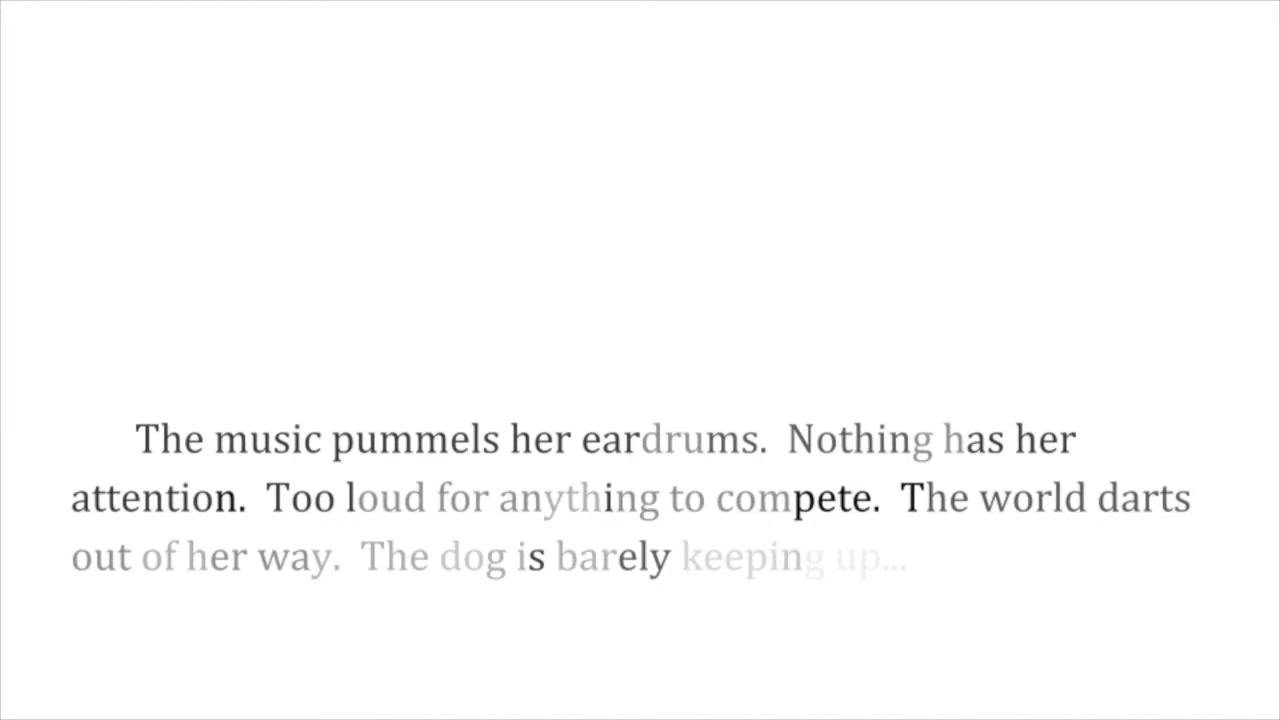 The music pummels her eardrums.  Nothing has her
attention.  Too loud for anything to compete.  The world darts
out of her way.  The dog is barely keeping up...